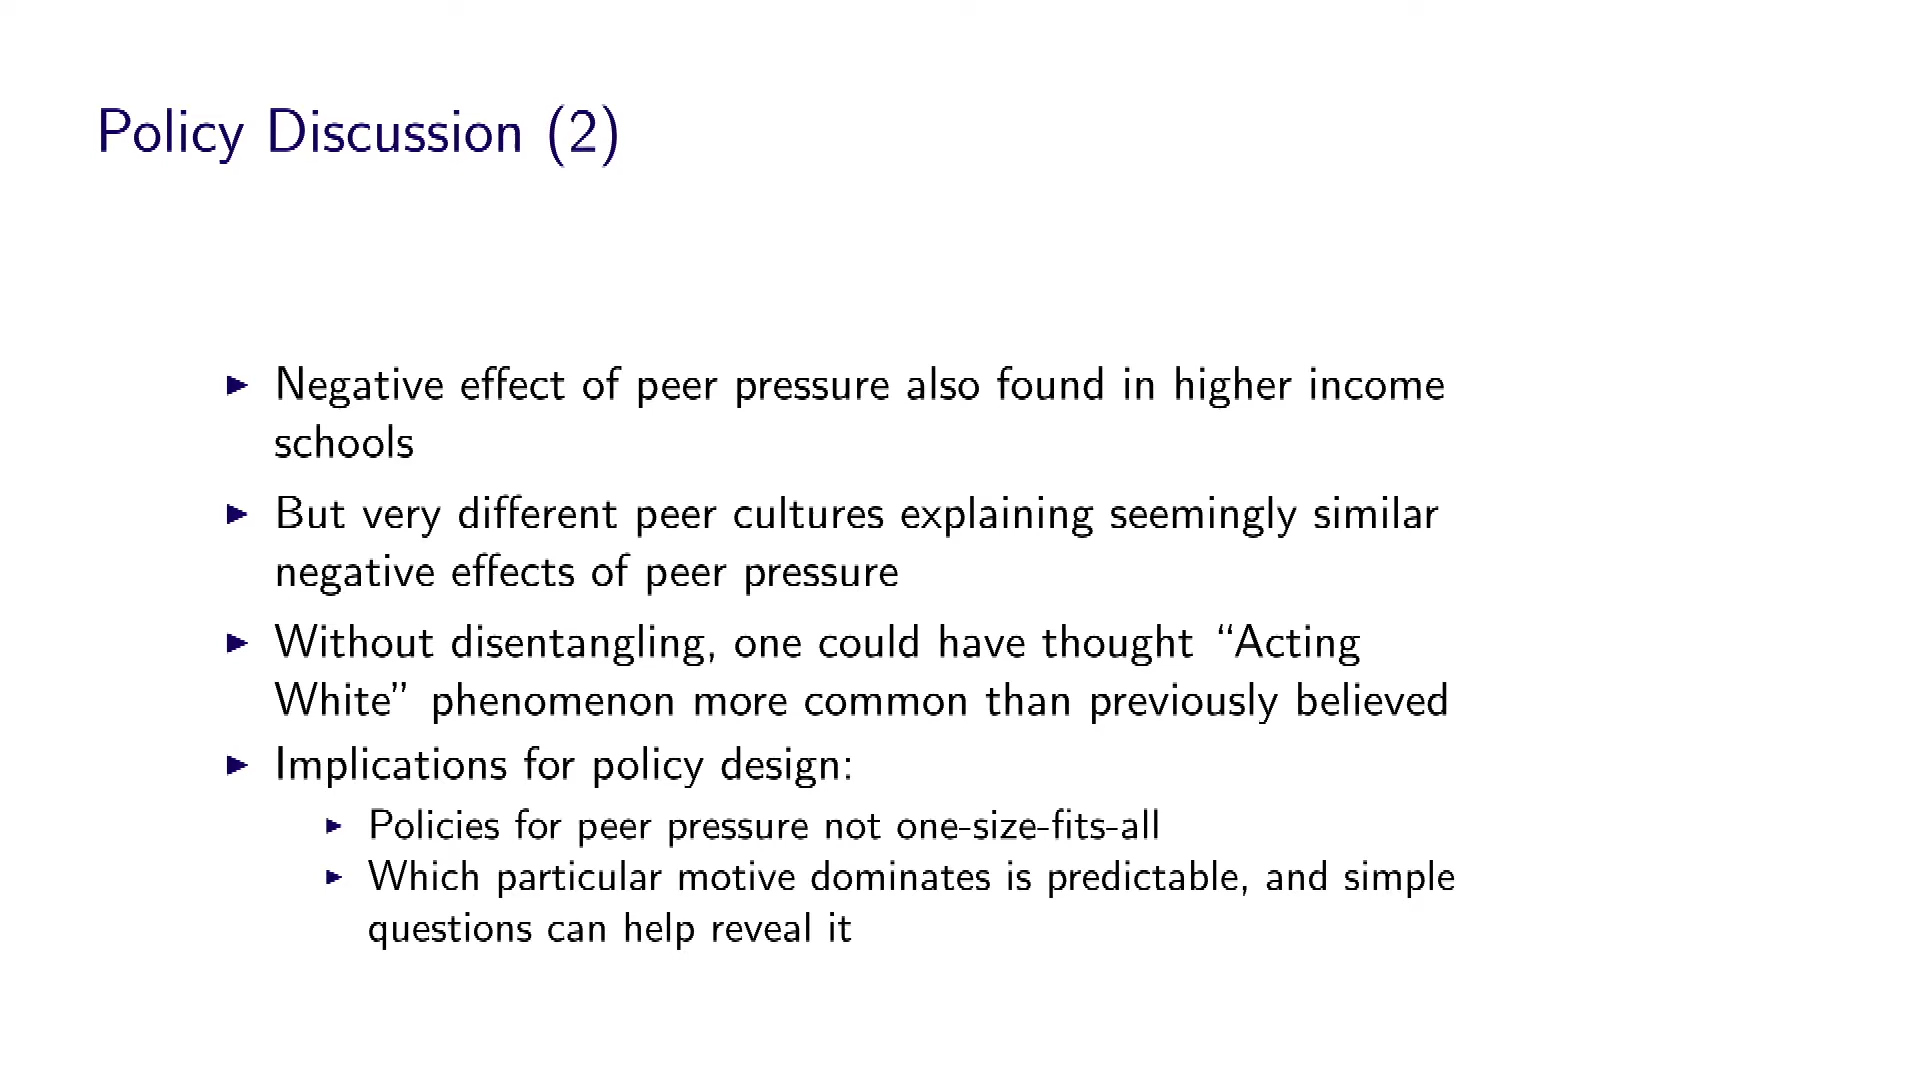 Policy Discussion (2)
▶ Negative effect of peer pressure also found in higher income
schools
▶ But very different peer cultures explaining seemingly similar
negative effects of peer pressure
▶ Without disentangling, one could have thought “Acting
White” phenomenon more common than previously believed
▶ Implications for policy design:
▶ Policies for peer pressure not one-size-fits-all
▶ Which particular motive dominates is predictable, and simple
questions can help reveal it